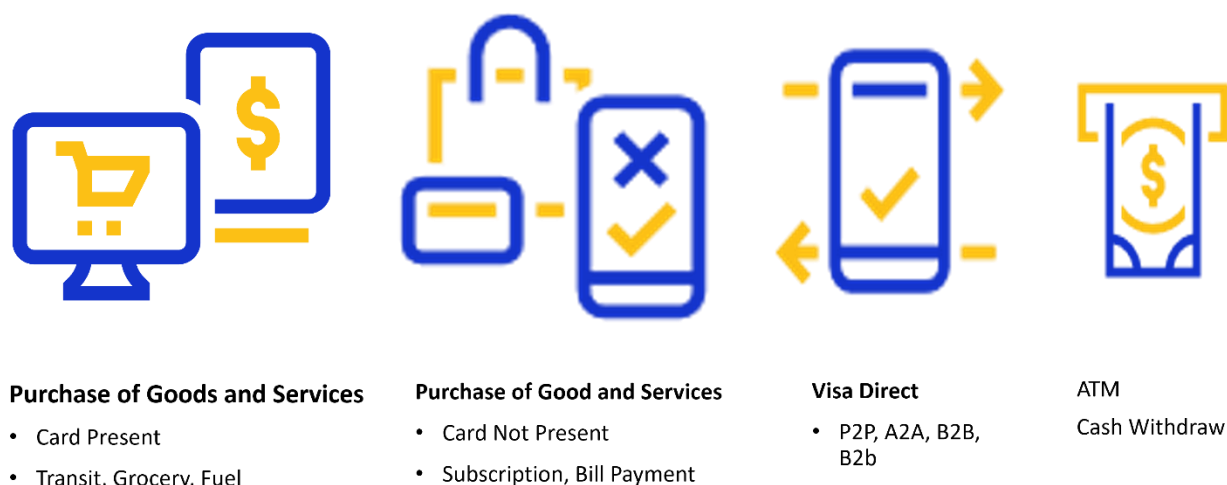 $
$
Purchase of Goods and Services
• Card Present
• Transit, Grocery, Fuel
Purchase of Good and Services
• Card Not Present
• Subscription, Bill Payment
Visa Direct
• P2P, A2A, B2B,
B2b
ATM
Cash Withdraw